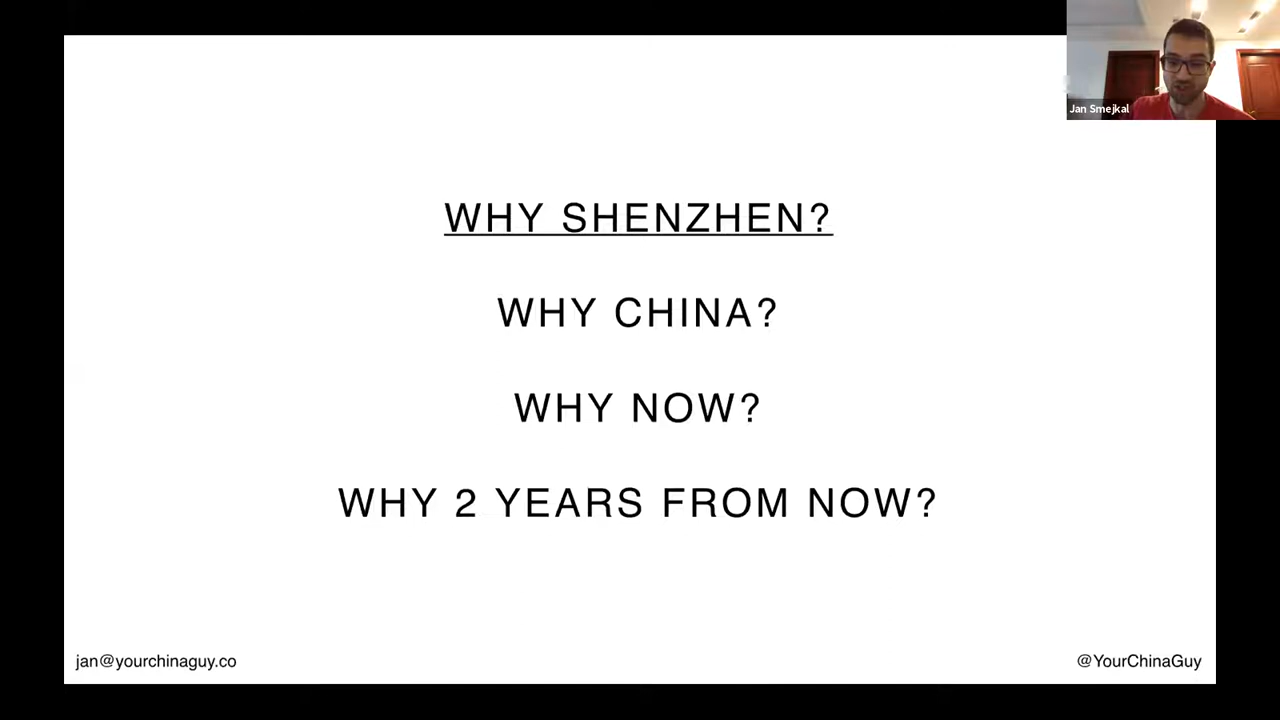 Jan Smejkal
WHY SHENZHEN?
WHY CHINA?
WHY NOW?
WHY 2 YEARS FROM NOW?
jan@yourchinaguy.co
@YourChinaGuy